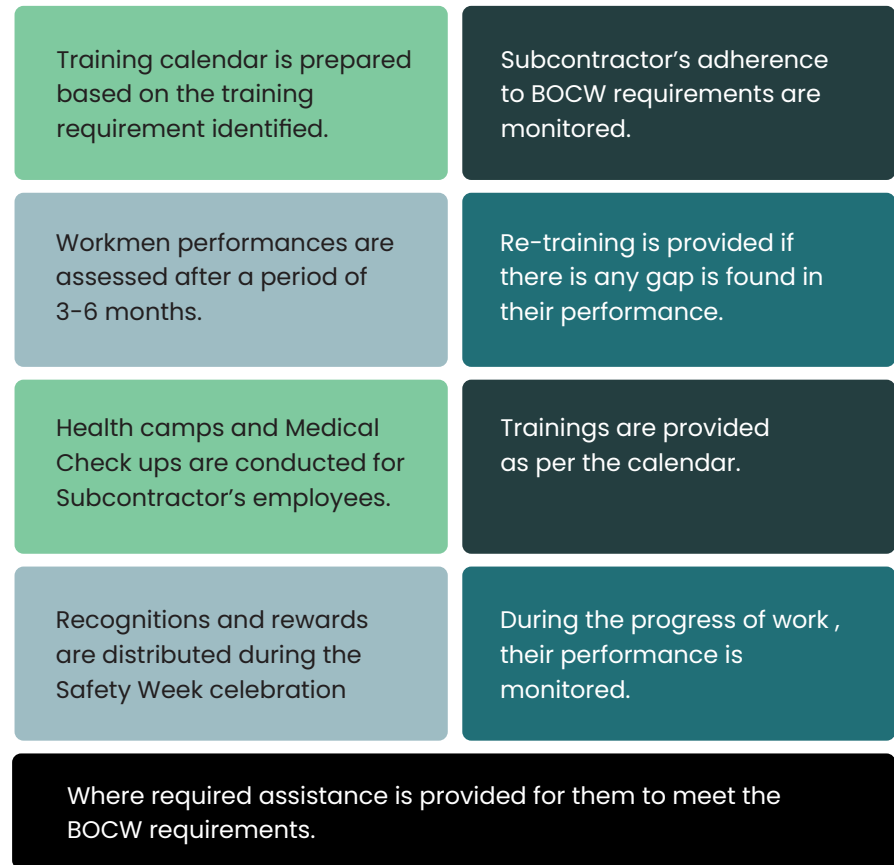 Training calendar is prepared
based on the training
requirement identified.
Subcontractor’s adherence
to BOCW requirements are
monitored.
Workmen performances are
assessed after a period of
3-6 months.
Re-training is provided if
there is any gap is found in
their performance.
Health camps and Medical
Check ups are conducted for
Subcontractor’s employees.
Trainings are provided
as per the calendar.
Recognitions and rewards
are distributed during the
Safety Week celebration
During the progress of work ,
their performance is
monitored.
Where required assistance is provided for them to meet the
BOCW requirements.